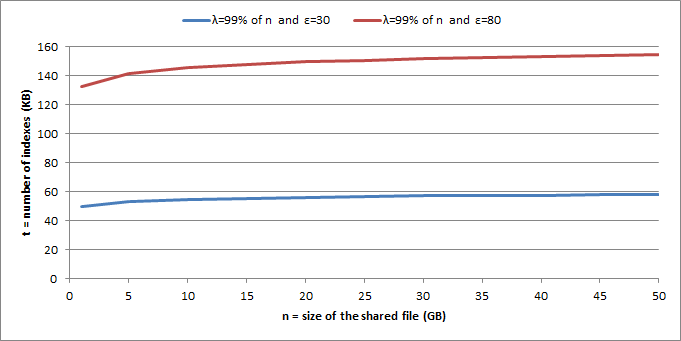 λ=99% of n and ε=30 λ=99% of n and ε=80
160
140
120
100
80
60
40
20
0
t = number of indexes (KB)
0 5 10 15 20 25 30 35 40 45 50
n = size of the shared file (GB)